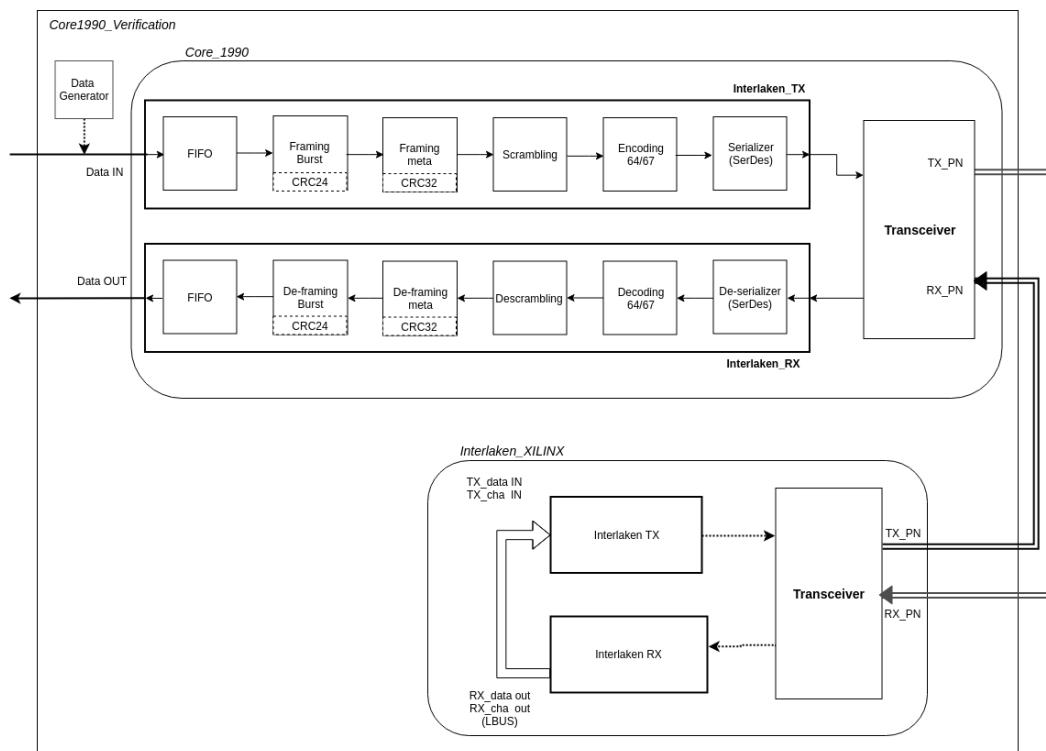 Core1990_Verification
Core_1990
Data
Generator
Interlaken_TX
FIFO
Framing
Burst
CRC24
Framing
meta
CRC32
Scrambling
Encoding
64/67
Serializer
(SerDes)
Data IN
TX_PN
Transceiver
RX_PN
Data OUT
FIFO
De-framing
Burst
CRC24
De-framing
meta
CRC32
Descrambling
Decoding
64/67
De-serializer
(SerDes)
Interlaken_RX
Interlaken_XILINX
TX_data IN
TX_cha IN
Interlaken TX
TX_PN
Transceiver
RX_PN
Interlaken RX
RX_data out
RX_cha out
(LBUS)